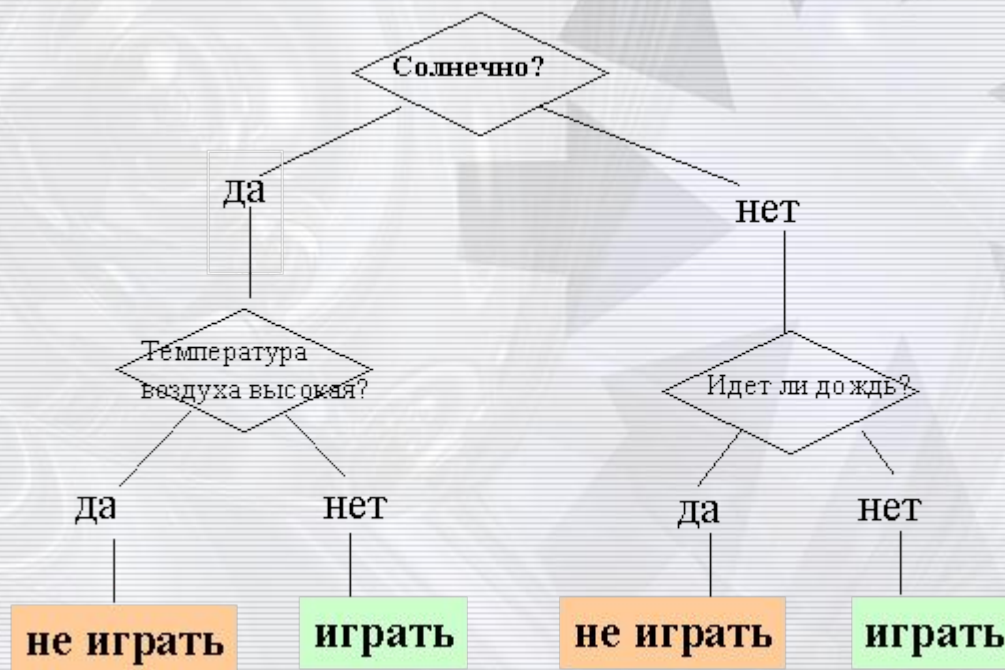 Солнечно?
да
нет
Температура
воздуха высокая?
Идет ли дождь?
да
нет
да
нет
не играть
играть
не играть
играть